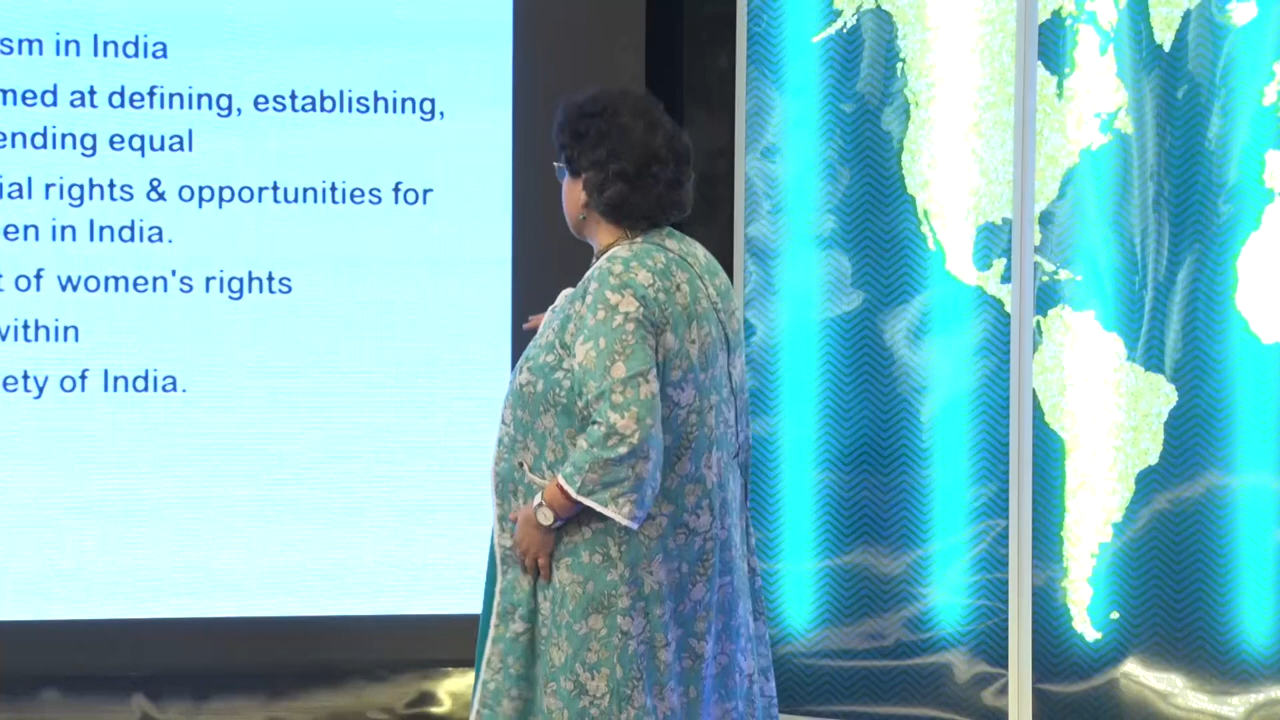 sm in India
med at defining, establishing,
ending equal
ial rights & opportunities for
en in India.
t of women's rights
within
ety of India.